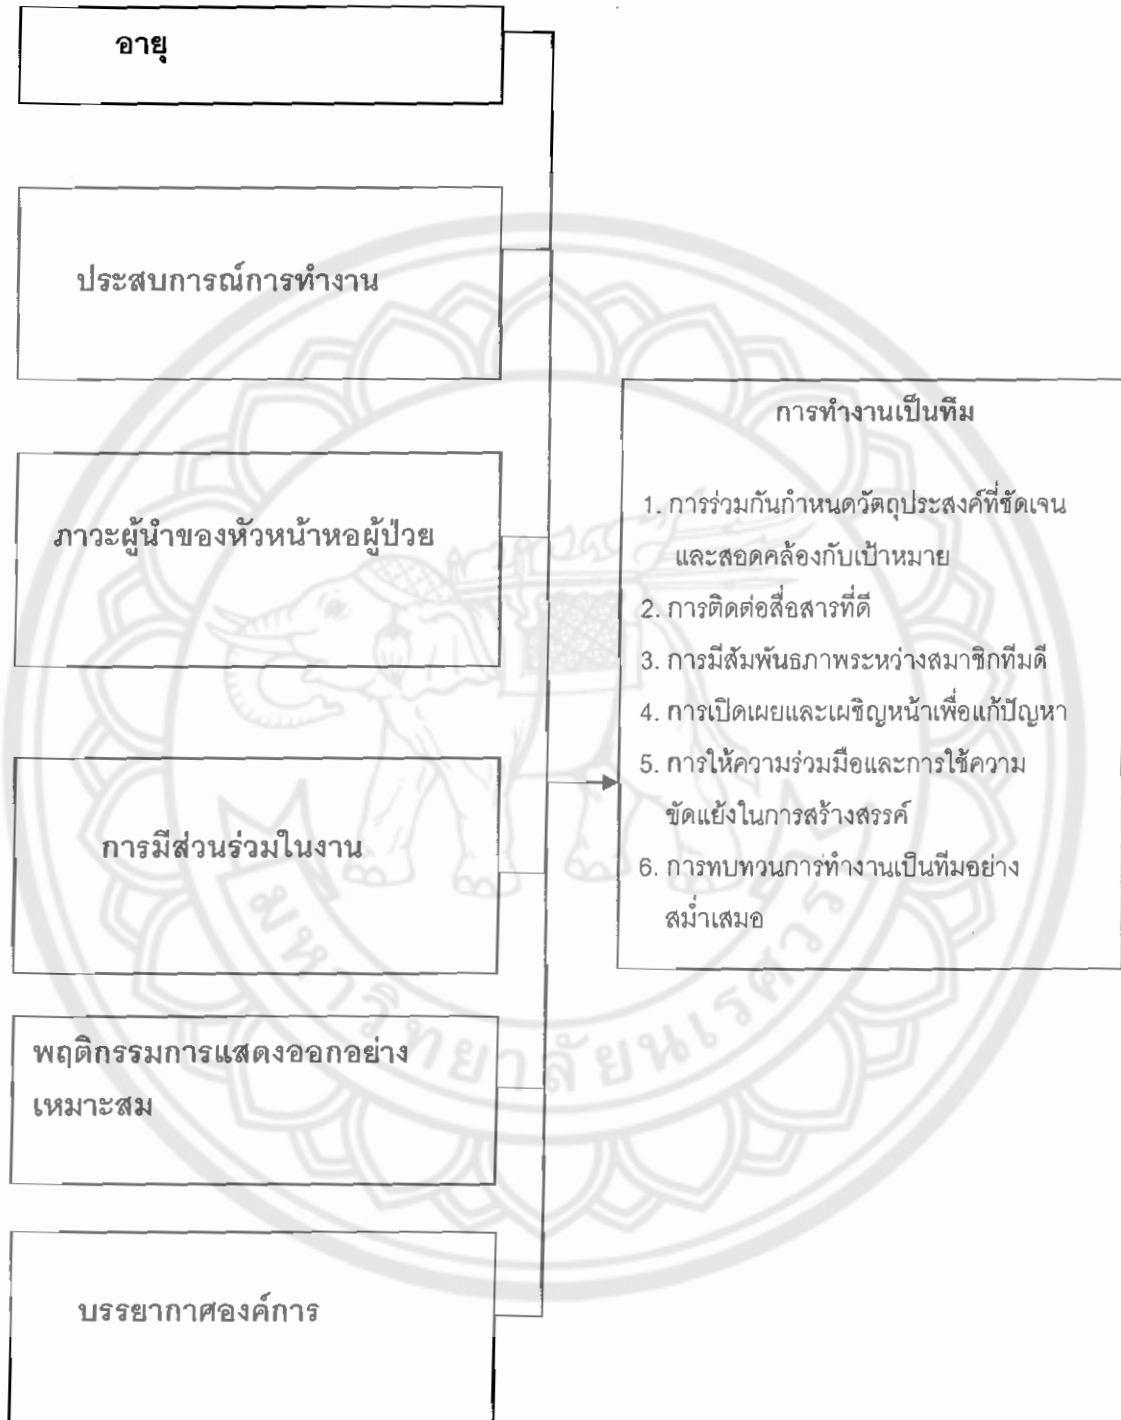 อายุ
ประสบการณ์การทำงาน
ภาวะผู้นำของหัวหน้าหอผู้ป่วย
การมีส่วนร่วมในงาน
พฤติกรรมการแสดงออกอย่าง
เหมาะสม
บรรยากาศองค์การ
การทำงานเป็นทีม
1. การร่วมกันกำหนดวัตถุประสงค์ที่ชัดเจน
และสอดคล้องกับเป้าหมาย
2. การติดต่อสื่อสารที่ดี
3. การมีสัมพันธภาพระหว่างสมาชิกทีมดี
4. การเปิดเผยและเผชิญหน้าเพื่อแก้ปัญหา
5. การให้ความร่วมมือและการใช้ความ
ขัดแย้งในการสร้างสรรค์
6. การทบทวนการทำงานเป็นทีมอย่าง
สม่ำเสมอ
มหาวิทยาลัยนเรศวร